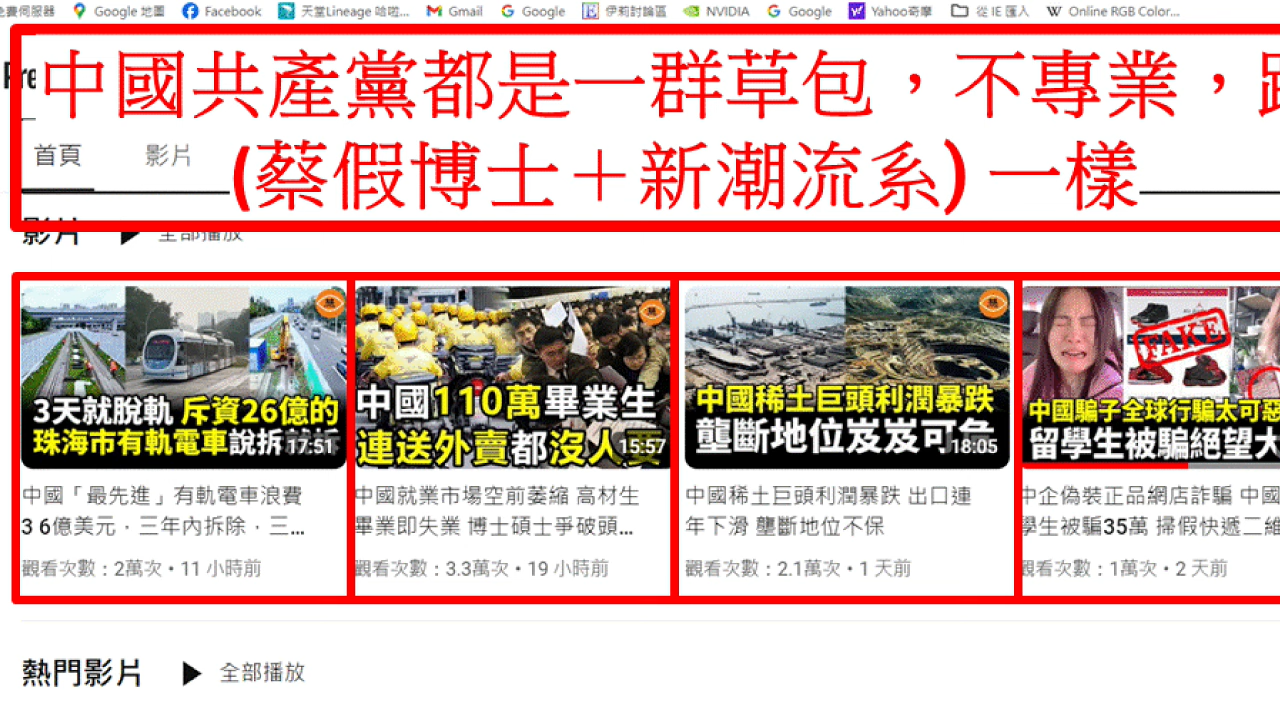 免費伺服器 Google 地圖 Facebook 天堂Lineage 哈啦... Gmail Google 伊莉討論區 NVIDIA Google Yahoo奇摩 從 IE 匯入 Online RGB Color...
中國共產黨都是一群草包，不專業，跟
(蔡假博士＋新潮流系) 一樣
Pre
首頁 影片
影片 全部播放
3天就脫軌 斥資26億的
珠海市有軌電車說拆就拆
17:51
中國「最先進」有軌電車浪費
3 6億美元，三年內拆除，三...
觀看次數：2萬次 • 11 小時前
中國110萬畢業生
連送外賣都沒人要
15:57
中國就業市場空前萎縮 高材生
畢業即失業 博士碩士爭破頭...
觀看次數：3.3萬次 • 19 小時前
中國稀土巨頭利潤暴跌
壟斷地位岌岌可危
18:05
中國稀土巨頭利潤暴跌 出口連
年下滑 壟斷地位不保
觀看次數：2.1萬次 • 1 天前
FAKE
中國騙子全球行騙太可惡
留學生被騙絕望大
中企偽裝正品網店詐騙 中國
學生被騙35萬 掃假快遞二維
觀看次數：1萬次 • 2 天前
熱門影片 全部播放